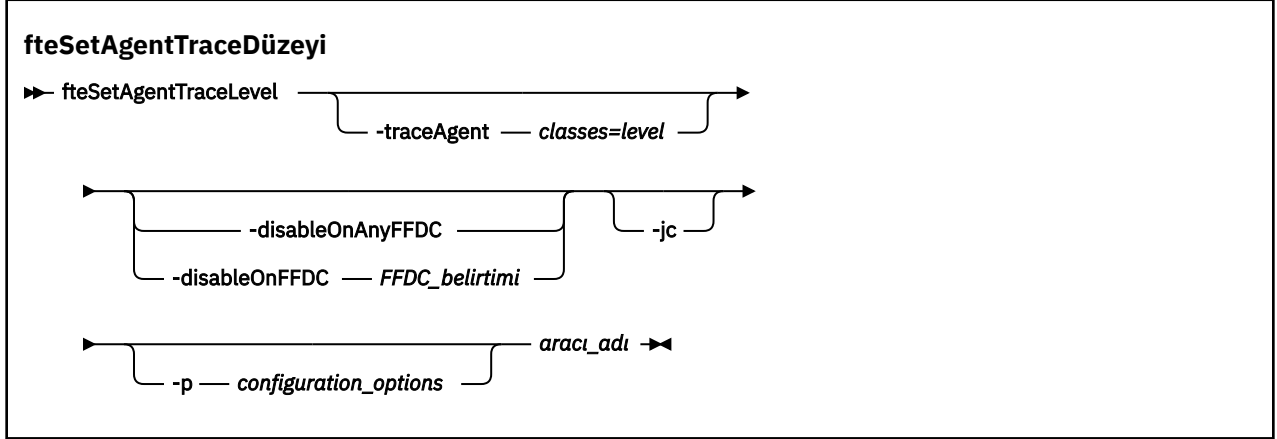 fteSetAgentTraceDüzeyi
fteSetAgentTraceLevel
-traceAgent classes=level
-disableOnAnyFFDC -jc
-disableOnFFDC FFDC_belirtimi
aracı_adı
-p configuration_options